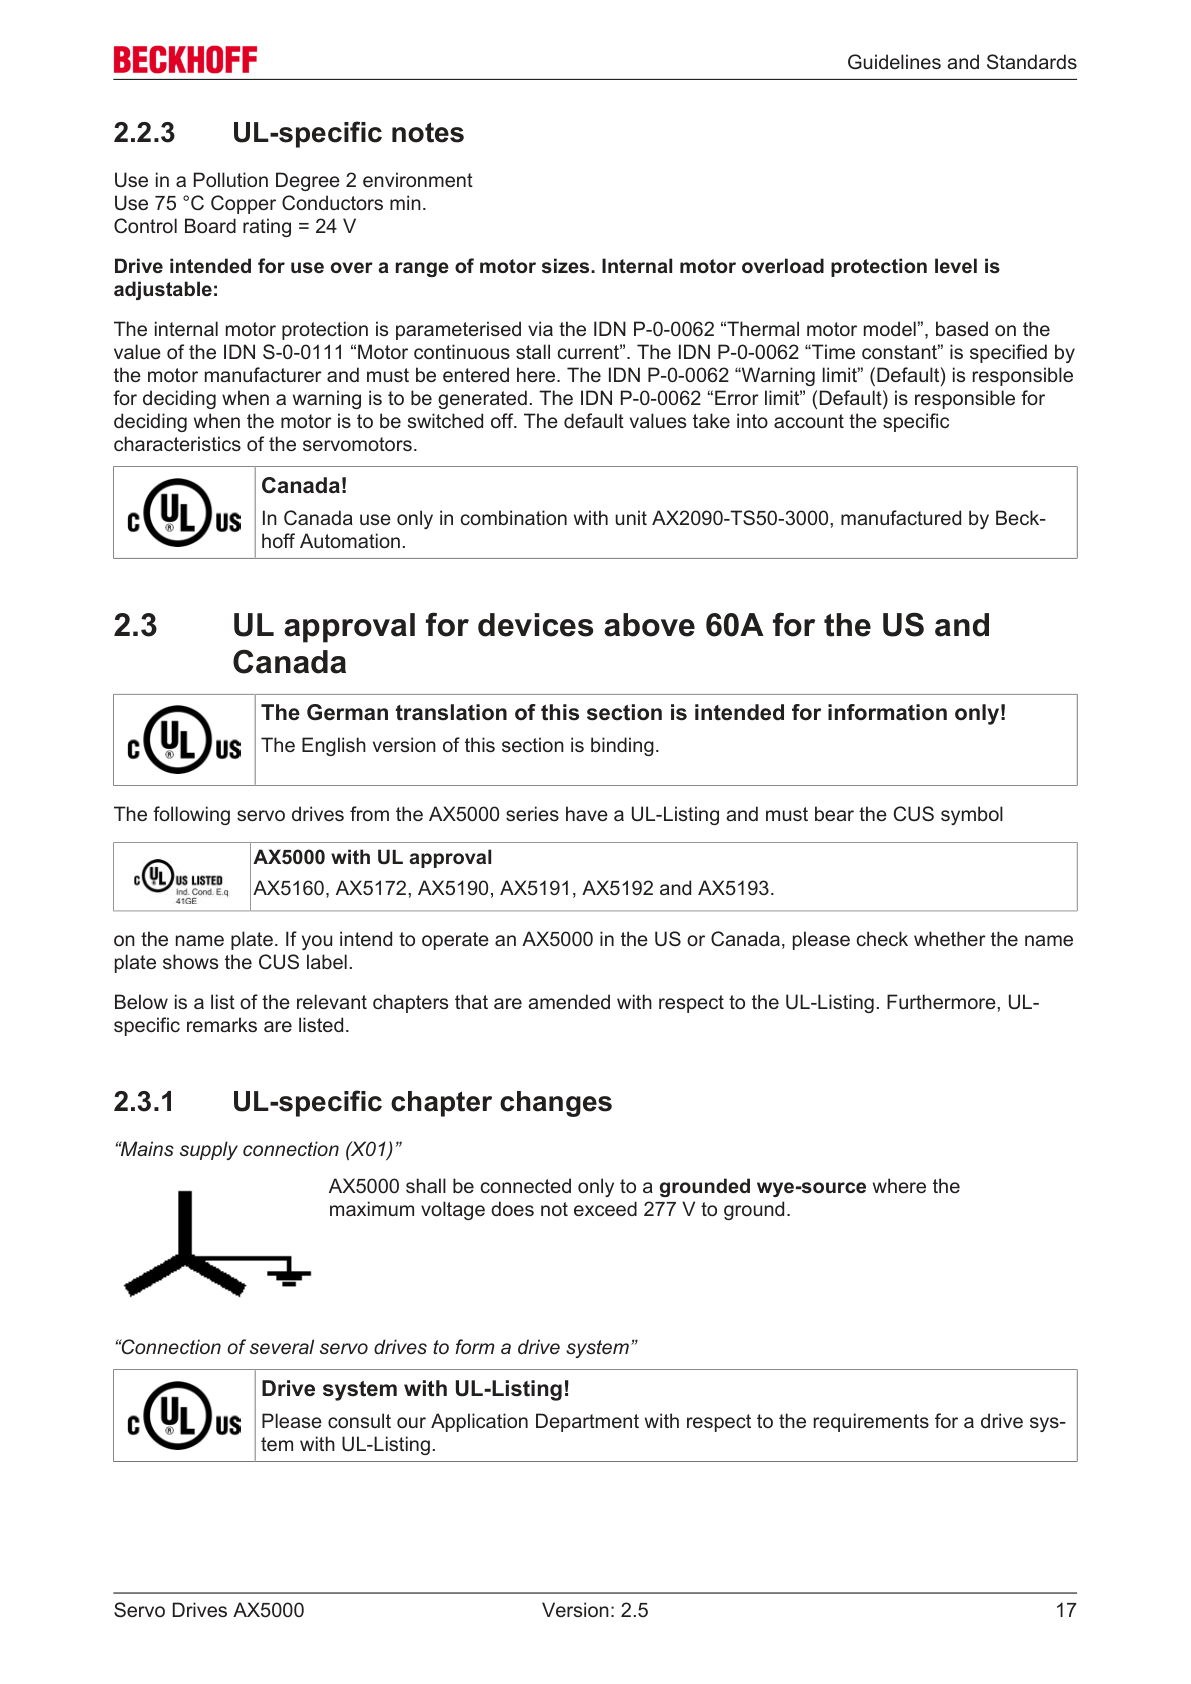 BECKHOFF
Guidelines and Standards
2.2.3 UL-specific notes
Use in a Pollution Degree 2 environment
Use 75 °C Copper Conductors min.
Control Board rating = 24 V
Drive intended for use over a range of motor sizes. Internal motor overload protection level is
adjustable:
The internal motor protection is parameterised via the IDN P-0-0062 “Thermal motor model”, based on the
value of the IDN S-0-0111 “Motor continuous stall current”. The IDN P-0-0062 “Time constant” is specified by
the motor manufacturer and must be entered here. The IDN P-0-0062 “Warning limit” (Default) is responsible
for deciding when a warning is to be generated. The IDN P-0-0062 “Error limit” (Default) is responsible for
deciding when the motor is to be switched off. The default values take into account the specific
characteristics of the servomotors.
C UL ® US
Canada!
In Canada use only in combination with unit AX2090-TS50-3000, manufactured by Beck-
hoff Automation.
2.3 UL approval for devices above 60A for the US and
Canada
C UL ® US
The German translation of this section is intended for information only!
The English version of this section is binding.
The following servo drives from the AX5000 series have a UL-Listing and must bear the CUS symbol
C UL ® US LISTED
Ind. Cond. E.q
41GE
AX5000 with UL approval
AX5160, AX5172, AX5190, AX5191, AX5192 and AX5193.
on the name plate. If you intend to operate an AX5000 in the US or Canada, please check whether the name
plate shows the CUS label.
Below is a list of the relevant chapters that are amended with respect to the UL-Listing. Furthermore, UL-
specific remarks are listed.
2.3.1 UL-specific chapter changes
“Mains supply connection (X01)”
AX5000 shall be connected only to a grounded wye-source where the
maximum voltage does not exceed 277 V to ground.
“Connection of several servo drives to form a drive system”
C UL ® US
Drive system with UL-Listing!
Please consult our Application Department with respect to the requirements for a drive sys-
tem with UL-Listing.
Servo Drives AX5000 Version: 2.5 17